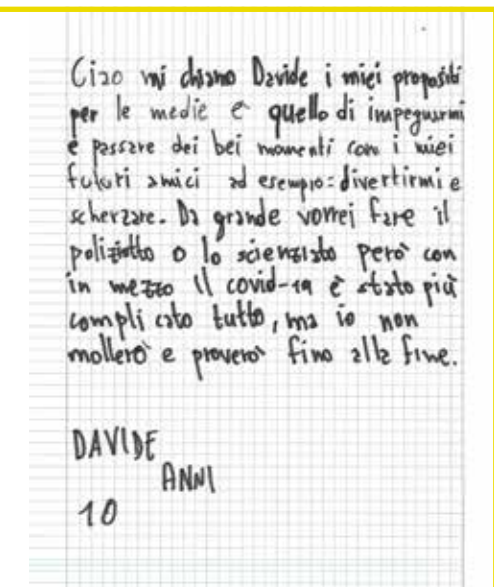 Ciao mi chiamo Davide i miei propositi
per le medie e quello di impegnarmi
e passare dei bei momenti con i miei
futuri amici ad esempio: divertirmi e
scherzare. Da grande vorrei fare il
poliziotto o lo scienziato però con
in mezzo il covid-19 è stato più
complicato tutto, ma io non
mollerò e proverò fino alla fine.
DAVIDE
ANNI
10